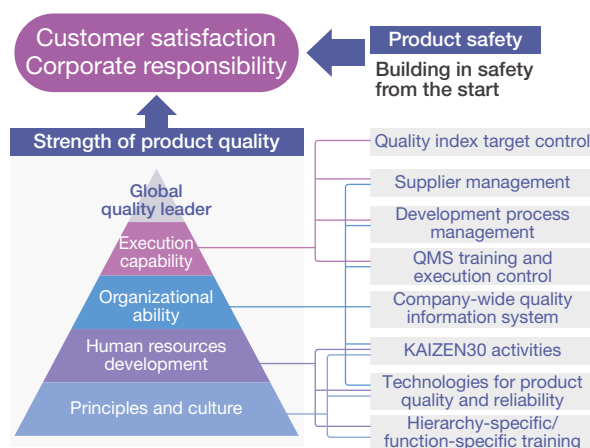 Customer satisfaction
Corporate responsibility
Product safety
Building in safety
from the start
Strength of product quality
Global
quality leader
Execution
capability
Organizational
ability
Human resources
development
Principles and culture
Quality index target control
Supplier management
Development process
management
QMS training and
execution control
Company-wide quality
information system
KAIZEN30 activities
Technologies for product
quality and reliability
Hierarchy-specific/
function-specific training